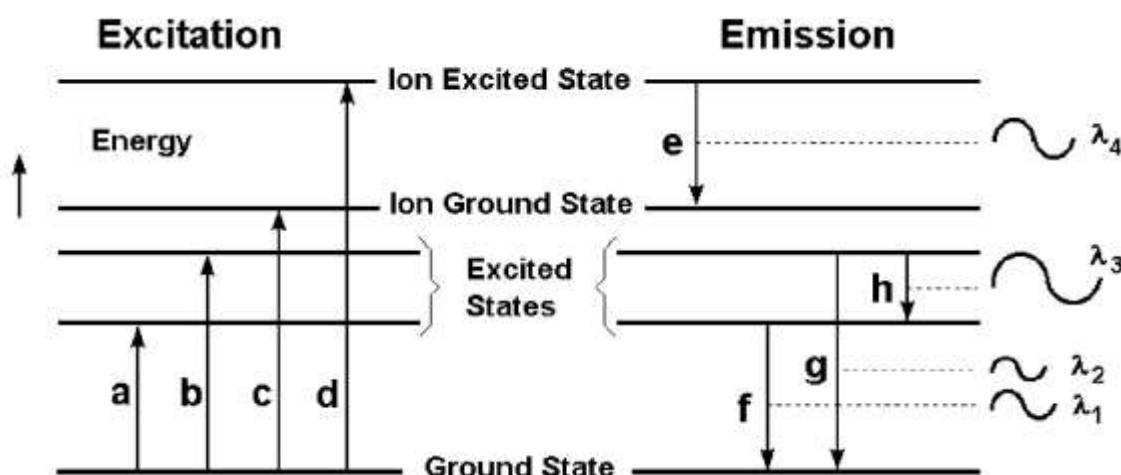 Excitation
Emission
Ion Excited State
Energy
e
λ4
Ion Ground State
Excited
States
h
λ3
a
b
c
d
f
g
λ2
λ1
Ground State